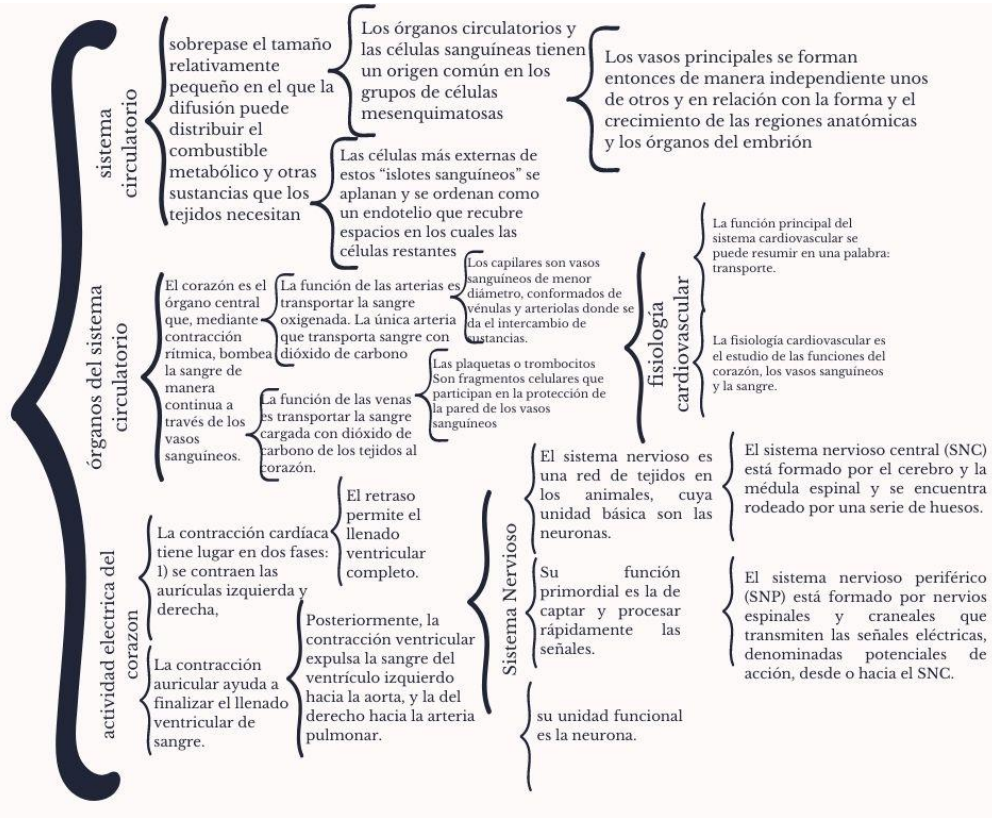 sistema
circulatorio
sobrepase el tamaño
relativamente
pequeño en el que la
difusión puede
distribuir el
combustible
metabólico y otras
sustancias que los
tejidos necesitan
Los órganos circulatorios y
las células sanguíneas tienen
un origen común en los
grupos de células
mesenquimatosas
Los vasos principales se forman
entonces de manera independiente unos
de otros y en relación con la forma y el
crecimiento de las regiones anatómicas
y los órganos del embrión
Las células más externas de
estos “islotes sanguíneos” se
aplanan y se ordenan como
un endotelio que recubre
espacios en los cuales las
células restantes
órganos del sistema
circulatorio
El corazón es el
órgano central
que, mediante
contracción
rítmica, bombea
la sangre de
manera
continua a
través de los
vasos
sanguíneos.
La función de las arterias es
transportar la sangre
oxigenada. La única arteria
que transporta sangre con
dióxido de carbono
Los capilares son vasos
sanguíneos de menor
diámetro, conformados de
vénulas y arteriolas donde se
da el intercambio de
sustancias.
La función de las venas
es transportar la sangre
cargada con dióxido de
carbono de los tejidos al
corazón.
Las plaquetas o trombocitos
Son fragmentos celulares que
participan en la protección de
la pared de los vasos
sanguíneos
fisiología
cardiovascular
La función principal del
sistema cardiovascular se
puede resumir en una palabra:
transporte.
La fisiología cardiovascular es
el estudio de las funciones del
corazón, los vasos sanguíneos
y la sangre.
actividad electrica del
corazon
La contracción cardíaca
tiene lugar en dos fases:
1) se contraen las
aurículas izquierda y
derecha,
El retraso
permite el
llenado
ventricular
completo.
La contracción
auricular ayuda a
finalizar el llenado
ventricular de
sangre.
Posteriormente, la
contracción ventricular
expulsa la sangre del
ventrículo izquierdo
hacia la aorta, y la del
derecho hacia la arteria
pulmonar.
Sistema Nervioso
El sistema nervioso es
una red de tejidos en
los animales, cuya
unidad básica son las
neuronas.
El sistema nervioso central (SNC)
está formado por el cerebro y la
médula espinal y se encuentra
rodeado por una serie de huesos.
Su función
primordial es la de
captar y procesar
rápidamente las
señales.
El sistema nervioso periférico
(SNP) está formado por nervios
espinales y craneales que
transmiten las señales eléctricas,
denominadas potenciales de
acción, desde o hacia el SNC.
su unidad funcional
es la neurona.